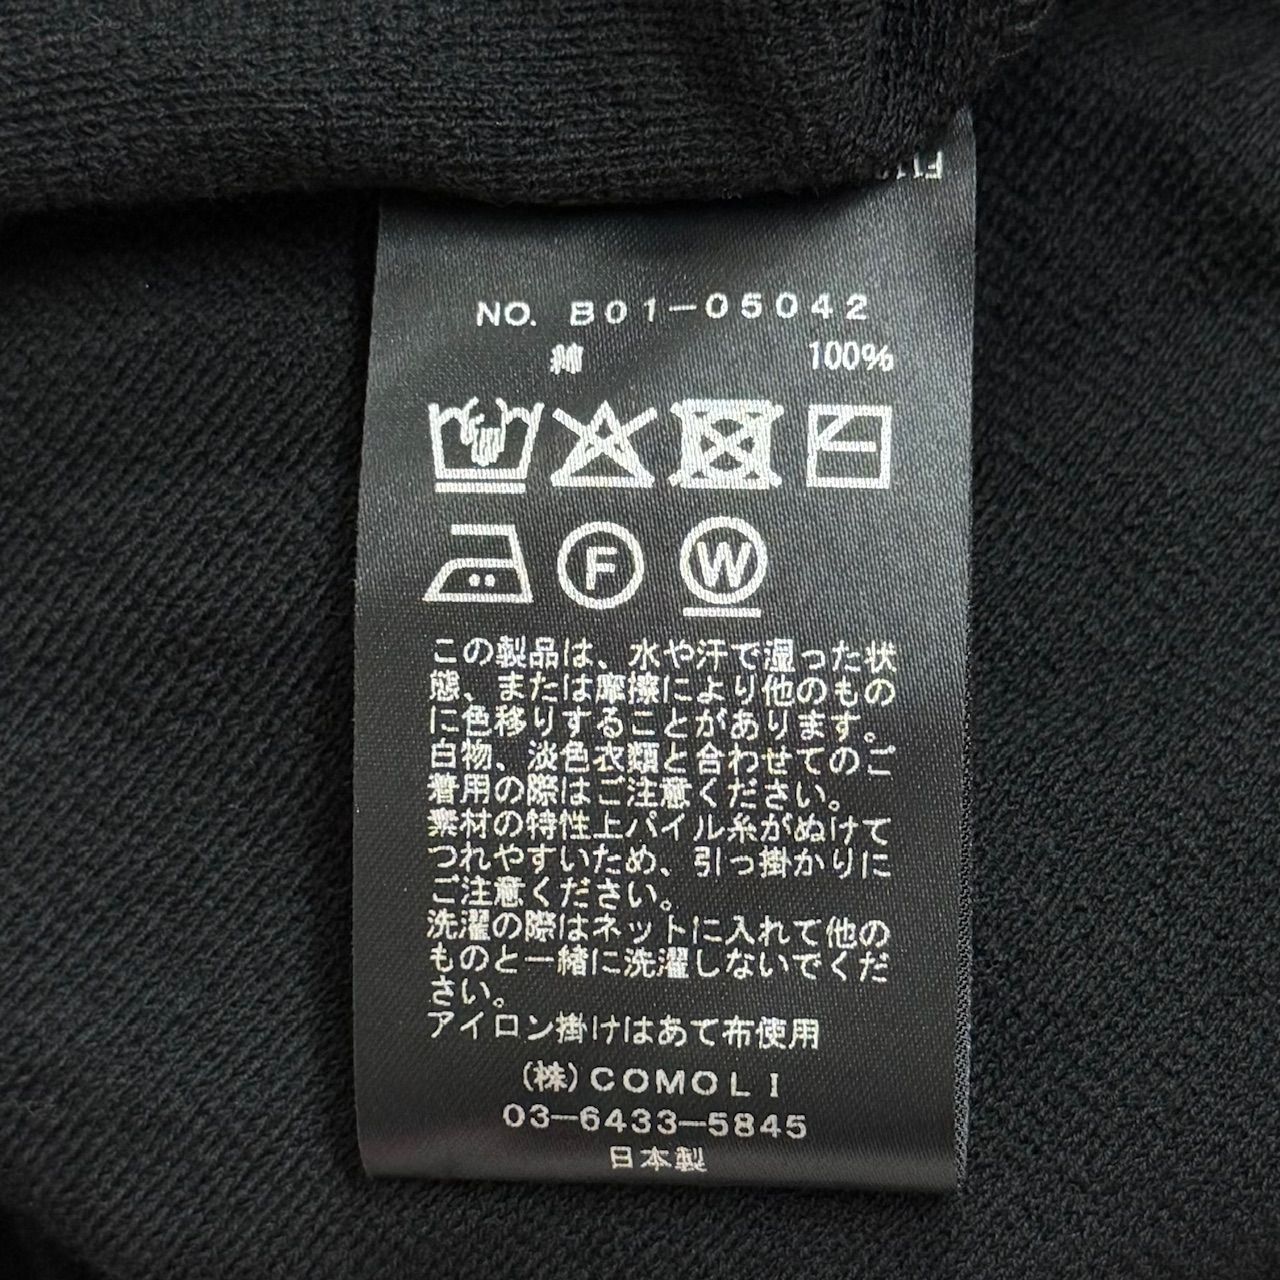 NO. B01-05042
綿 100%
F
W
この製品は、水や汗で湿った状
態、または摩擦により他のもの
に色移りすることがあります。
白物、淡色衣類と合わせてのご
着用の際はご注意ください。
素材の特性上パイル糸がぬけて
つれやすいため、引っ掛かりに
ご注意ください。
洗濯の際はネットに入れて他の
ものと一緒に洗濯しないでくだ
さい。
アイロン掛けはあて布使用
(株)COMOLI
03-6433-5845
日本製